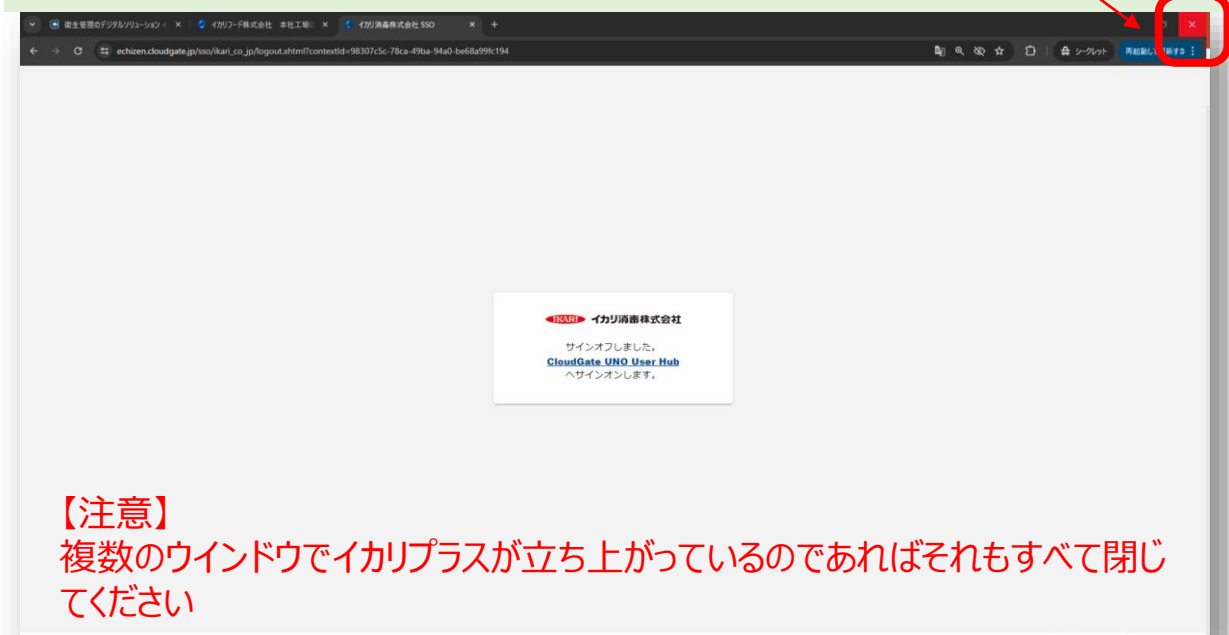 衛生管理のデジタルソリューション
イカリフード株式会社 本社工場
イカリ消毒株式会社 SSO
echizen.cloudgate.jp/sso/ikari_co_jp/logout.xhtml?contextId=98307c5c-78ca-49ba-94a0-be68a99fc194
シークレット
IKARI イカリ消毒株式会社
サインオフしました。
CloudGate UNO User Hub
へサインオンします。
【注意】
複数のウインドウでイカリプラスが立ち上がっているのであればそれもすべて閉じ
てください